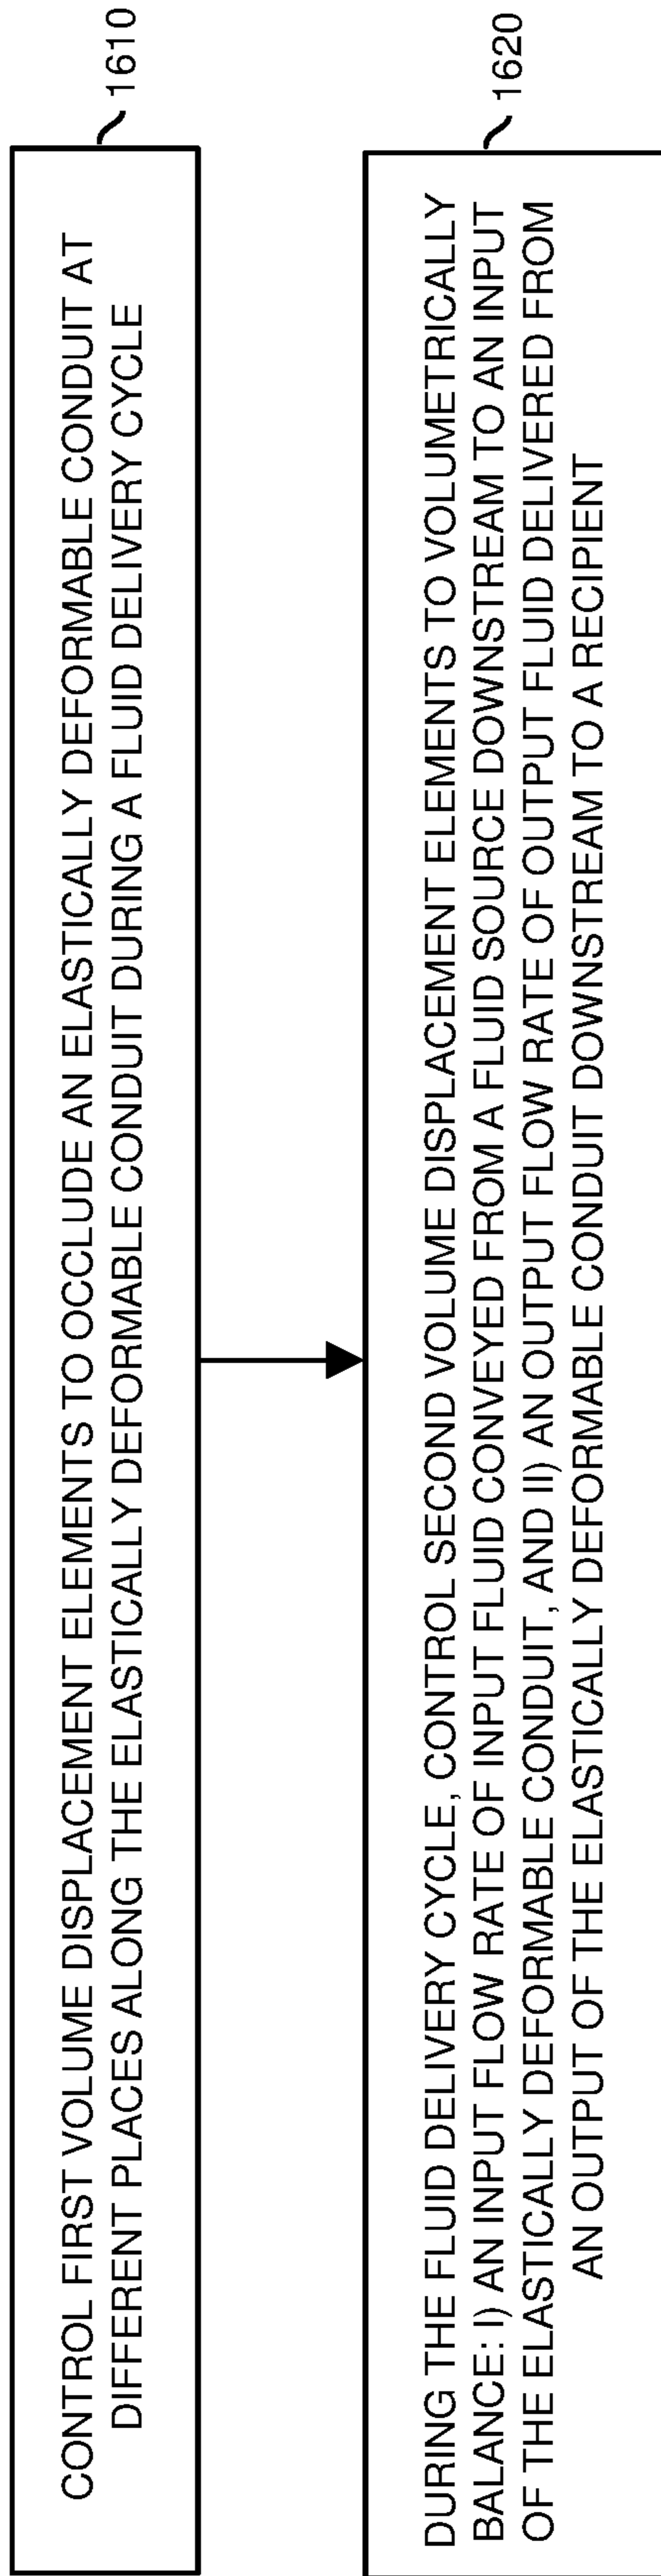 CONTROL FIRST VOLUME DISPLACEMENT ELEMENTS TO OCCLUDE AN ELASTICALLY DEFORMABLE CONDUIT AT
DIFFERENT PLACES ALONG THE ELASTICALLY DEFORMABLE CONDUIT DURING A FLUID DELIVERY CYCLE
1610
DURING THE FLUID DELIVERY CYCLE, CONTROL SECOND VOLUME DISPLACEMENT ELEMENTS TO VOLUMETRICALLY
BALANCE: I) AN INPUT FLOW RATE OF INPUT FLUID CONVEYED FROM A FLUID SOURCE DOWNSTREAM TO AN INPUT
OF THE ELASTICALLY DEFORMABLE CONDUIT, AND II) AN OUTPUT FLOW RATE OF OUTPUT FLUID DELIVERED FROM
AN OUTPUT OF THE ELASTICALLY DEFORMABLE CONDUIT DOWNSTREAM TO A RECIPIENT
1620